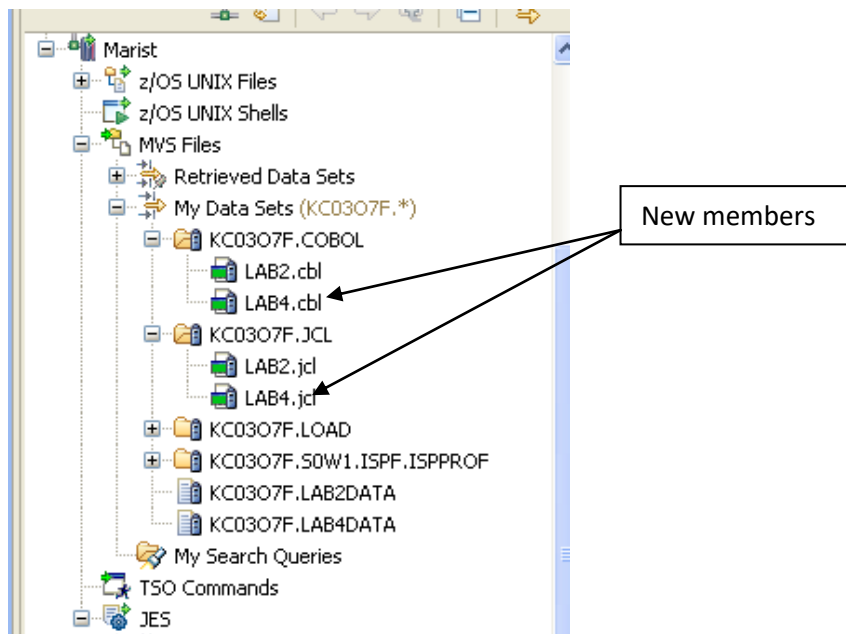 Marist
z/OS UNIX Files
z/OS UNIX Shells
MVS Files
Retrieved Data Sets
My Data Sets (KC03O7F.*)
KC03O7F.COBOL
LAB2.cbl
LAB4.cbl
KC03O7F.JCL
LAB2.jcl
LAB4.jcl
KC03O7F.LOAD
KC03O7F.S0W1.ISPF.ISPPROF
KC03O7F.LAB2DATA
KC03O7F.LAB4DATA
My Search Queries
TSO Commands
JES
New members